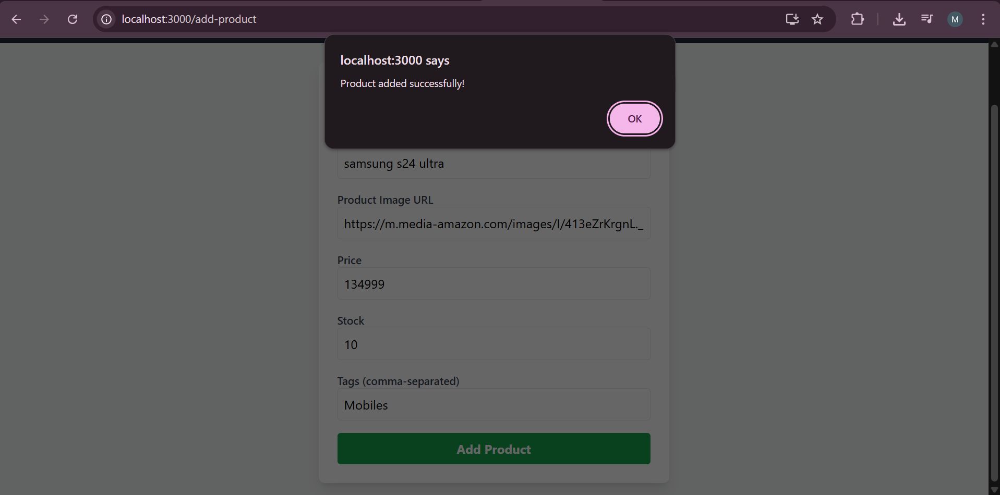 localhost:3000/add-product
M
localhost:3000 says
Product added successfully!
OK
samsung s24 ultra
Product Image URL
https://m.media-amazon.com/images/I/413eZrKrgnL._
Price
134999
Stock
10
Tags (comma-separated)
Mobiles
Add Product